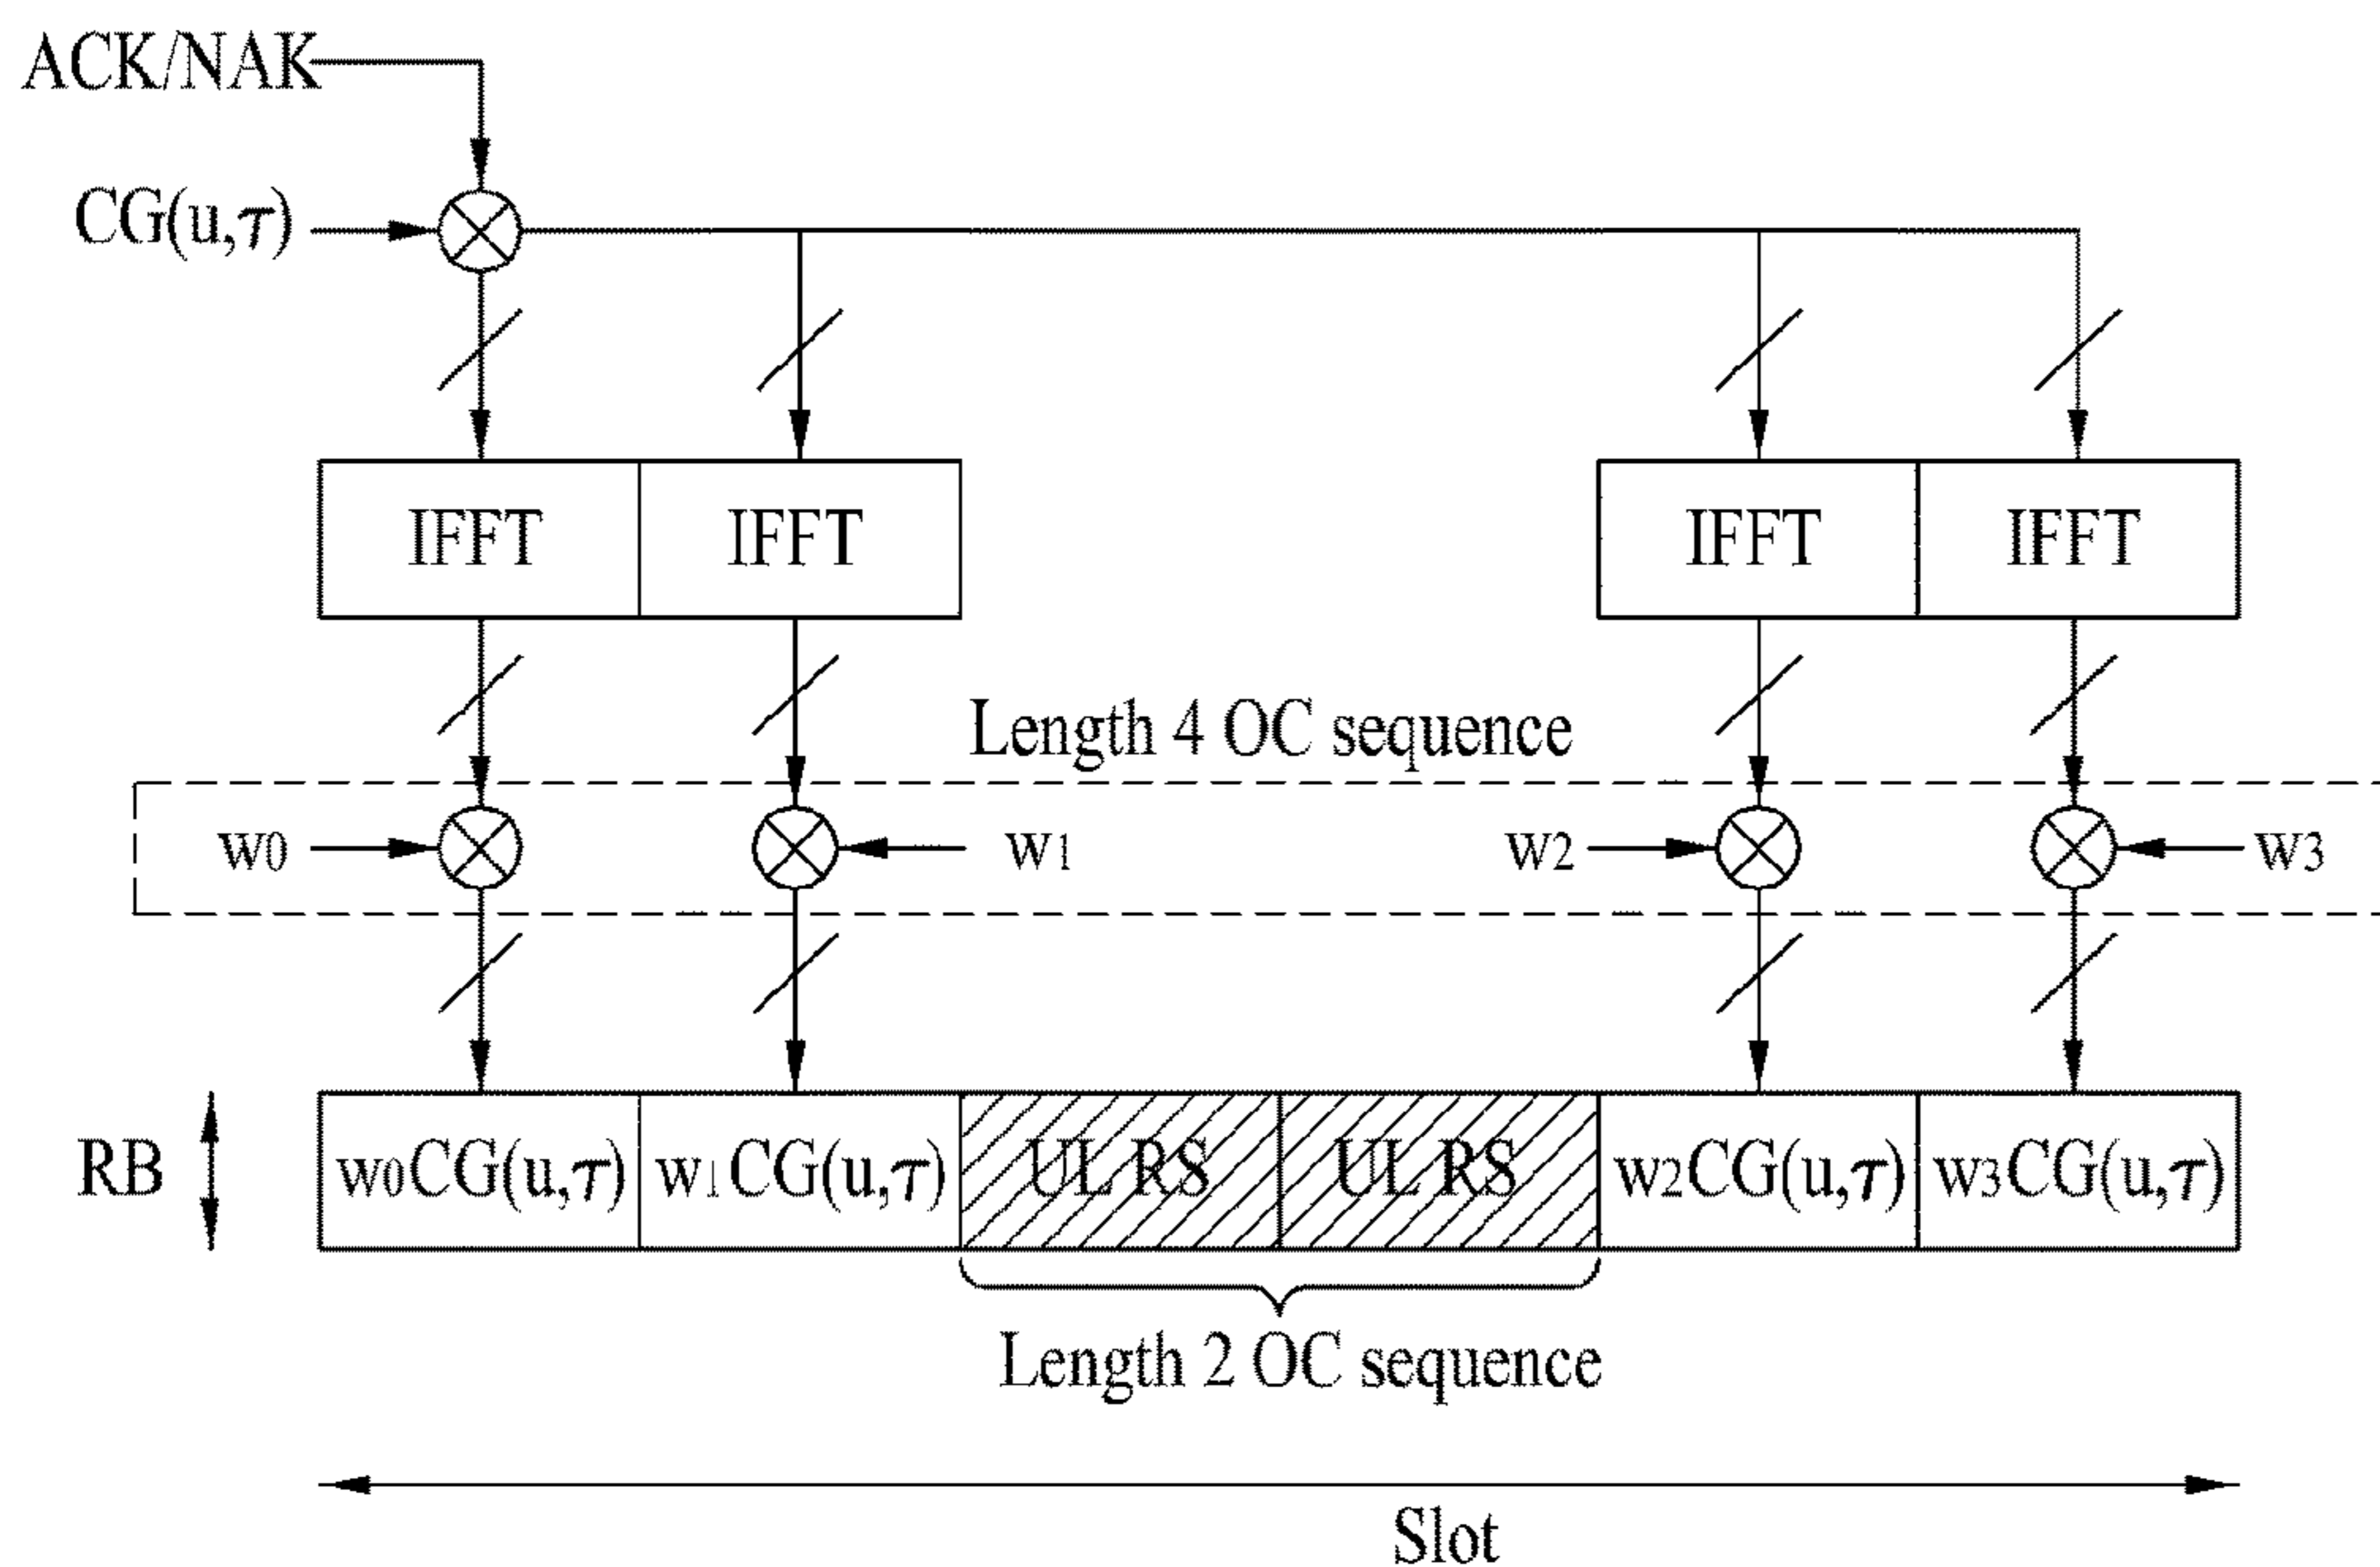 ACK/NAK
CG(u,τ)
IFFT IFFT IFFT IFFT
Length 4 OC sequence
w0 w1 w2 w3
RB w0CG(u,τ) w1CG(u,τ) UL RS UL RS w2CG(u,τ) w3CG(u,τ)
Length 2 OC sequence
Slot